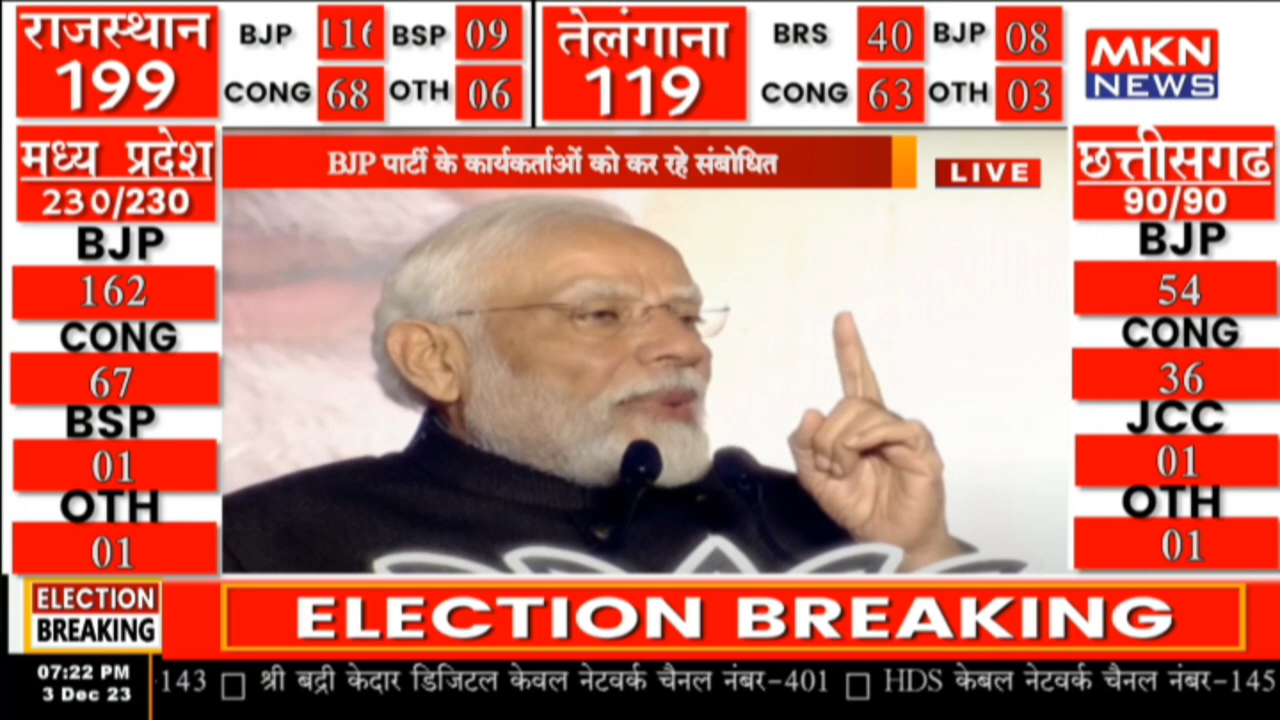 राजस्थान
199
BJP 116 BSP 09
CONG 68 OTH 06
तेलंगाना
119
BRS 40 BJP 08
CONG 63 OTH 03
MKN
NEWS
मध्य प्रदेश
230/230
BJP
162
CONG
67
BSP
01
OTH
01
BJP पार्टी के कार्यकर्ताओं को कर रहे संबोधित
LIVE
छत्तीसगढ
90/90
BJP
54
CONG
36
JCC
01
OTH
01
ELECTION
BREAKING
ELECTION BREAKING
07:22 PM
3 Dec 23
143 □ श्री बद्री केदार डिजिटल केवल नेटवर्क चैनल नंबर-401 □ HDS केबल नेटवर्क चैनल नंबर-145